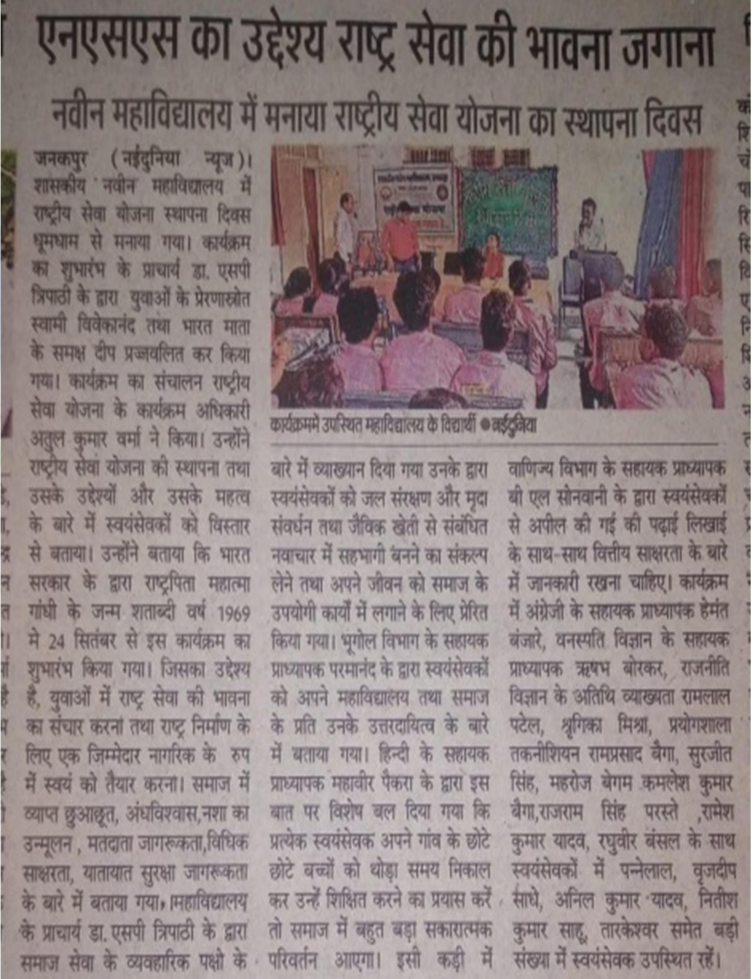 एनएसएस का उद्देश्य राष्ट्र सेवा की भावना जगाना
नवीन महाविद्यालय में मनाया राष्ट्रीय सेवा योजना का स्थापना दिवस
जनकपुर (नईदुनिया न्यूज)।
शासकीय नवीन महाविद्यालय में
राष्ट्रीय सेवा योजना स्थापना दिवस
धूमधाम से मनाया गया। कार्यक्रम
का शुभारंभ के प्राचार्य डा. एसपी
त्रिपाठी के द्वारा युवाओं के प्रेरणास्त्रोत
स्वामी विवेकानंद तथा भारत माता
के समक्ष दीप प्रज्जवलित कर किया
गया। कार्यक्रम का संचालन राष्ट्रीय
सेवा योजना के कार्यक्रम अधिकारी
अतुल कुमार वर्मा ने किया। उन्होंने
राष्ट्रीय सेवा योजना की स्थापना तथा
उसके उद्देश्यों और उसके महत्व
के बारे में स्वयंसेवकों को विस्तार
से बताया। उन्होंने बताया कि भारत
सरकार के द्वारा राष्ट्रपिता महात्मा
गांधी के जन्म शताब्दी वर्ष 1969
मे 24 सितंबर से इस कार्यक्रम का
शुभारंभ किया गया। जिसका उद्देश्य
है, युवाओं में राष्ट्र सेवा की भावना
का संचार करना तथा राष्ट्र निर्माण के
लिए एक जिम्मेदार नागरिक के रुप
में स्वयं को तैयार करना। समाज में
व्याप्त छुआछूत, अंधविश्वास,नशा का
उन्मूलन , मतदाता जागरूकता,विधिक
साक्षरता, यातायात सुरक्षा जागरूकता
के बारे में बताया गया। महाविद्यालय
के प्राचार्य डा. एसपी त्रिपाठी के द्वारा
समाज सेवा के व्यवहारिक पक्षो के
कार्यक्रममें उपस्थित महाविद्यालय के विद्यार्थी ●नईदुनिया
बारे में व्याख्यान दिया गया उनके द्वारा
स्वयंसेवकों को जल संरक्षण और मृदा
संवर्धन तथा जैविक खेती से संबंधित
नवाचार में सहभागी बनने का संकल्प
लेने तथा अपने जीवन को समाज के
उपयोगी कार्यों में लगाने के लिए प्रेरित
किया गया। भूगोल विभाग के सहायक
प्राध्यापक परमानंद के द्वारा स्वयंसेवकों
को अपने महाविद्यालय तथा समाज
के प्रति उनके उत्तरदायित्व के बारे
में बताया गया। हिन्दी के सहायक
प्राध्यापक महावीर पैकरा के द्वारा इस
बात पर विशेष बल दिया गया कि
प्रत्येक स्वयंसेवक अपने गांव के छोटे
छोटे बच्चों को थोड़ा समय निकाल
कर उन्हें शिक्षित करने का प्रयास करें
तो समाज में बहुत बड़ा सकारात्मक
परिवर्तन आएगा। इसी कड़ी में
वाणिज्य विभाग के सहायक प्राध्यापक
बी एल सोनवानी के द्वारा स्वयंसेवकों
से अपील की गई की पढ़ाई लिखाई
के साथ-साथ वित्तीय साक्षरता के बारे
में जानकारी रखना चाहिए। कार्यक्रम
में अंग्रेजी के सहायक प्राध्यापक हेमंत
बंजारे, वनस्पति विज्ञान के सहायक
प्राध्यापक ऋषभ बोरकर, राजनीति
विज्ञान के अतिथि व्याख्यता रामलाल
पटेल, श्रृगिका मिश्रा, प्रयोगशाला
तकनीशियन रामप्रसाद बैगा, सुरजीत
सिंह, महरोज बेगम कमलेश कुमार
बैगा,राजराम सिंह परस्ते ,रामेश
कुमार यादव, रघुवीर बंसल के साथ
स्वयंसेवकों में पन्नेलाल, वृजदीप
साधे, अनिल कुमार यादव, नितीश
कुमार साहू, तारकेश्वर समेत बड़ी
संख्या में स्वयंसेवक उपस्थित रहें।